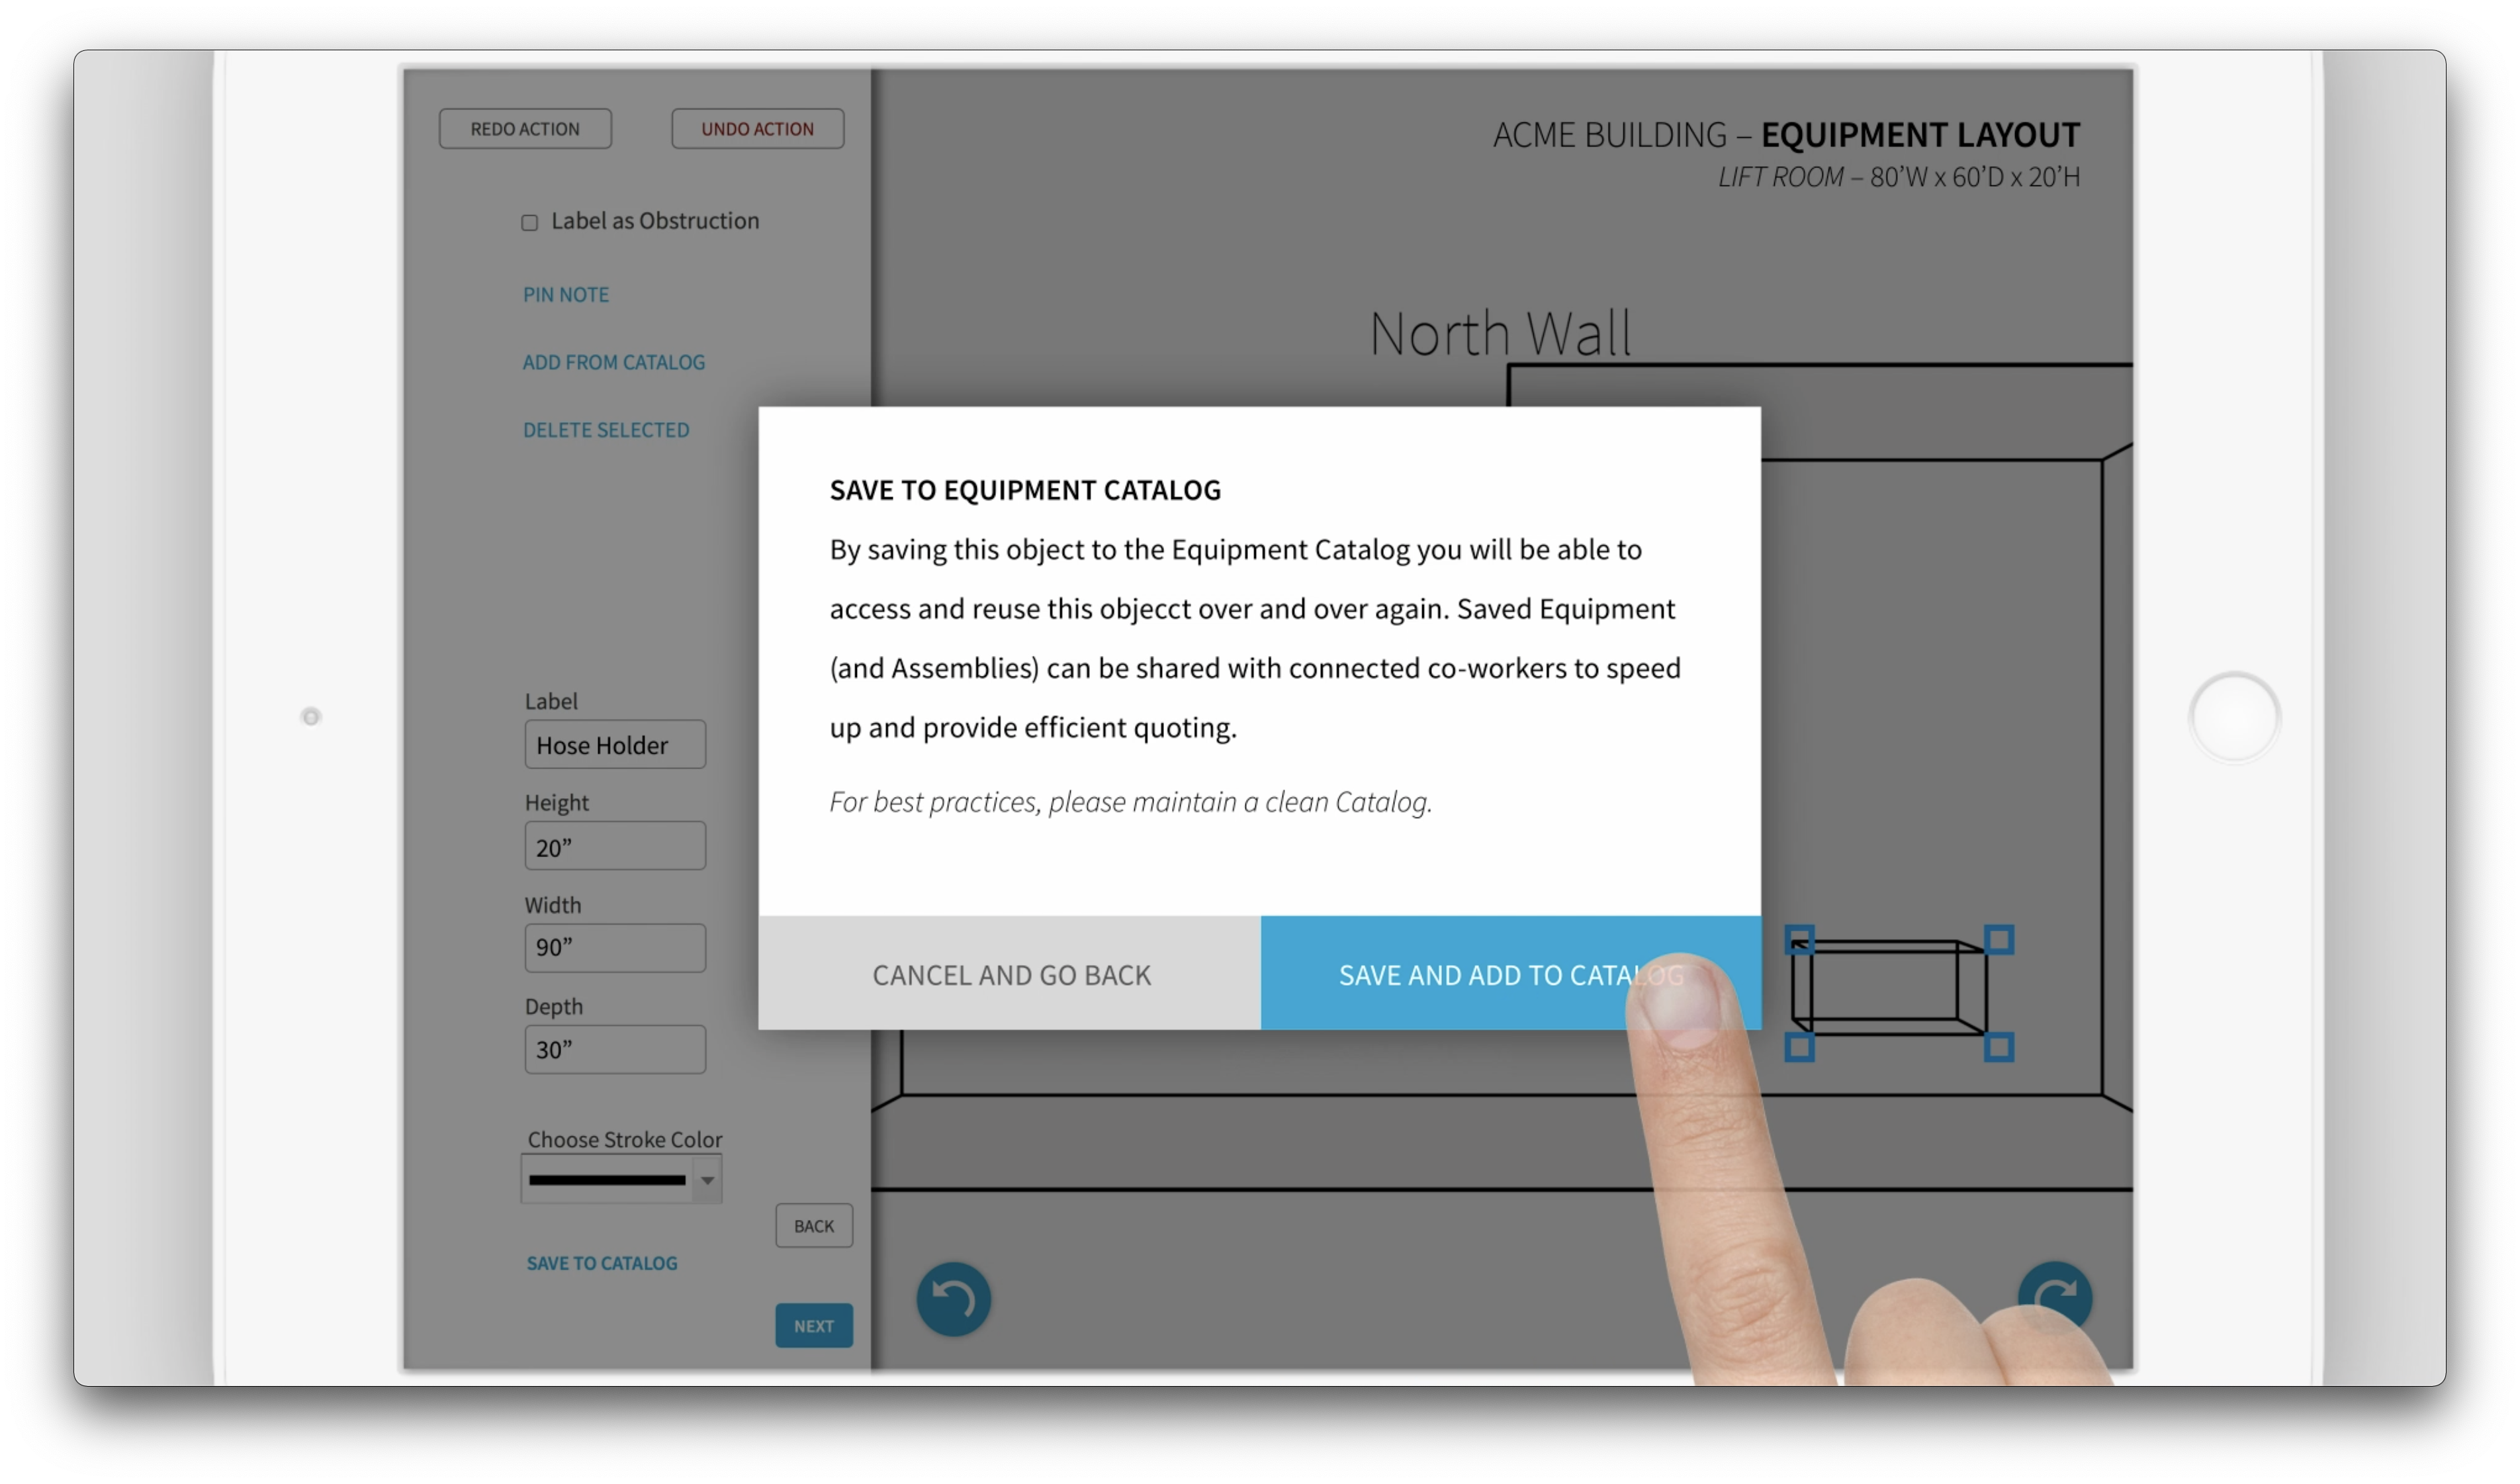 REDO ACTION
UNDO ACTION
Label as Obstruction
PIN NOTE
ADD FROM CATALOG
DELETE SELECTED
Label
Hose Holder
Height
20”
Width
90”
Depth
30”
Choose Stroke Color
BACK
SAVE TO CATALOG
NEXT
ACME BUILDING – EQUIPMENT LAYOUT
LIFT ROOM – 80’W x 60’D x 20’H
North Wall
SAVE TO EQUIPMENT CATALOG
By saving this object to the Equipment Catalog you will be able to
access and reuse this objecct over and over again. Saved Equipment
(and Assemblies) can be shared with connected co-workers to speed
up and provide efficient quoting.
For best practices, please maintain a clean Catalog.
CANCEL AND GO BACK
SAVE AND ADD TO CATALOG